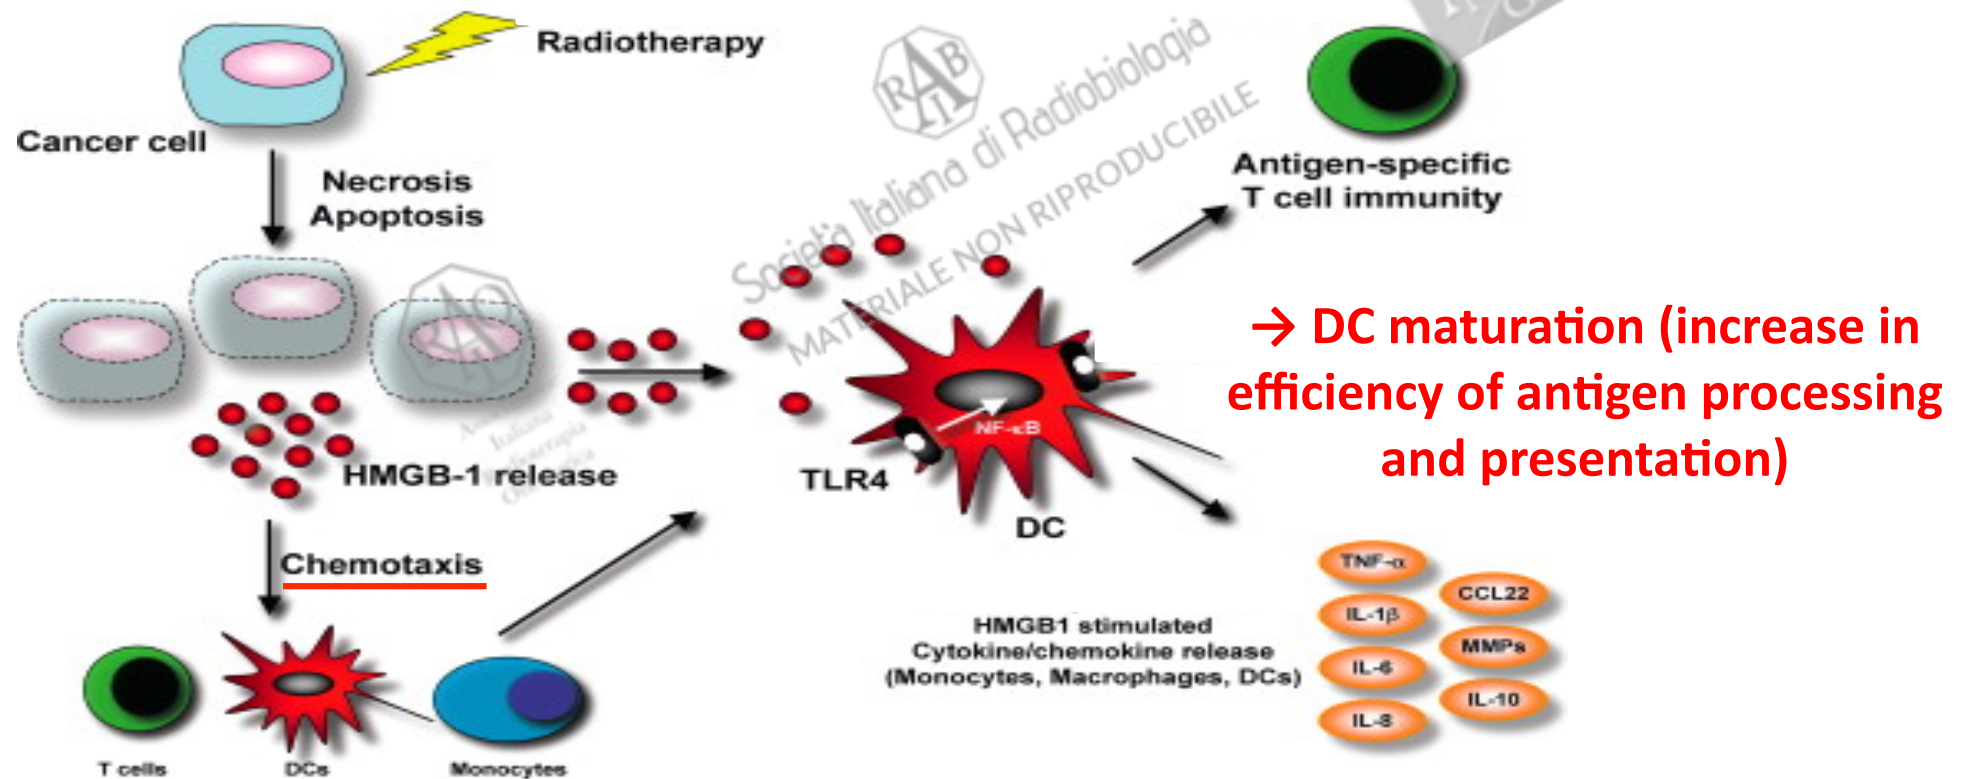 Radiotherapy
Cancer cell
Necrosis
Apoptosis
HMGB-1 release
Chemotaxis
T cells
DCs
Monocytes
TLR4
NF-κB
DC
Antigen-specific
T cell immunity
→ DC maturation (increase in
efficiency of antigen processing
and presentation)
HMGB1 stimulated
Cytokine/chemokine release
(Monocytes, Macrophages, DCs)
TNF-α
IL-1β
IL-6
IL-8
CCL22
MMPs
IL-10
Società Italiana di Radiobiologia
MATERIALE NON RIPRODUCIBILE
Italiana